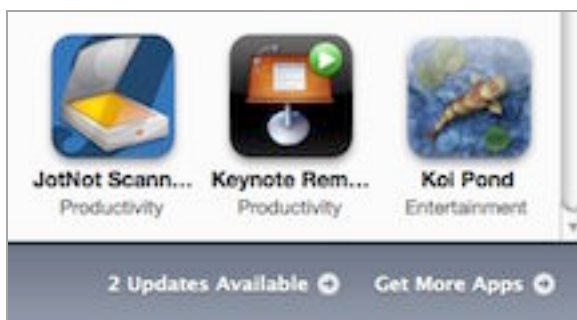 JotNot Scann... Keynote Rem... Koi Pond
Productivity Productivity Entertainment
2 Updates Available Get More Apps